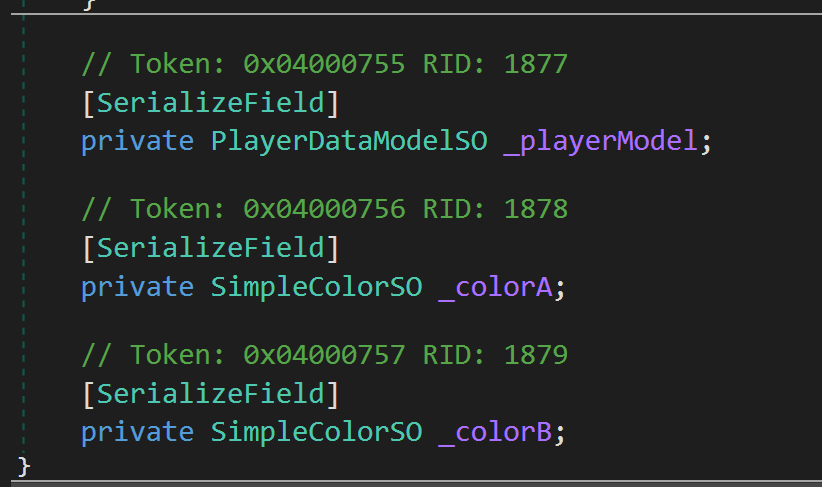 }
// Token: 0x04000755 RID: 1877
[SerializeField]
private PlayerDataModelSO _playerModel;
// Token: 0x04000756 RID: 1878
[SerializeField]
private SimpleColorSO _colorA;
// Token: 0x04000757 RID: 1879
[SerializeField]
private SimpleColorSO _colorB;
}